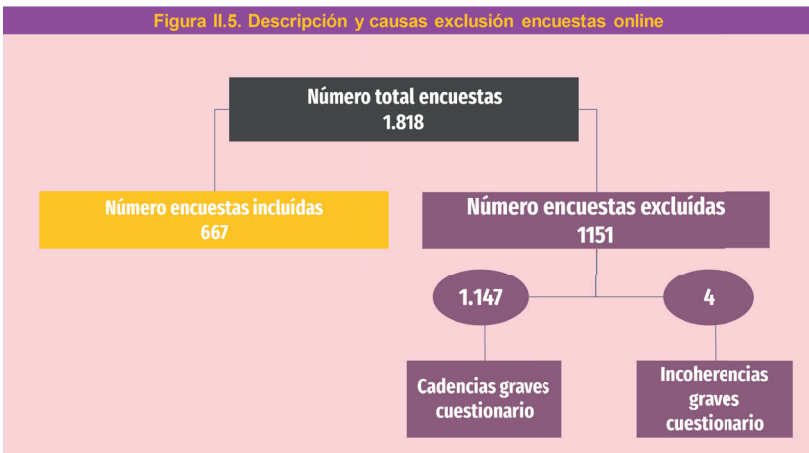 Figura II.5. Descripción y causas exclusión encuestas online
Número total encuestas
1.818
Número encuestas incluídas
667
Número encuestas excluídas
1151
1.147
4
Cadencias graves
cuestionario
Incoherencias
graves
cuestionario